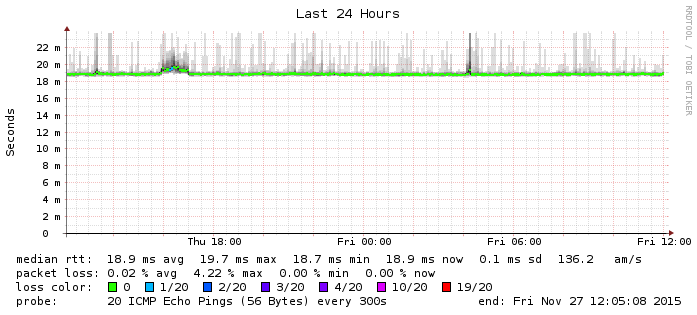 Last 24 Hours
RRDTOOL / TOBI OETIKER
Seconds
22 m
20 m
18 m
16 m
14 m
12 m
10 m
8 m
6 m
4 m
2 m
0
Thu 18:00 Fri 00:00 Fri 06:00 Fri 12:00
median rtt: 18.9 ms avg 19.7 ms max 18.7 ms min 18.9 ms now 0.1 ms sd 136.2 am/s
packet loss: 0.02 % avg 4.22 % max 0.00 % min 0.00 % now
loss color: 0 1/20 2/20 3/20 4/20 10/20 19/20
probe: 20 ICMP Echo Pings (56 Bytes) every 300s end: Fri Nov 27 12:05:08 2015